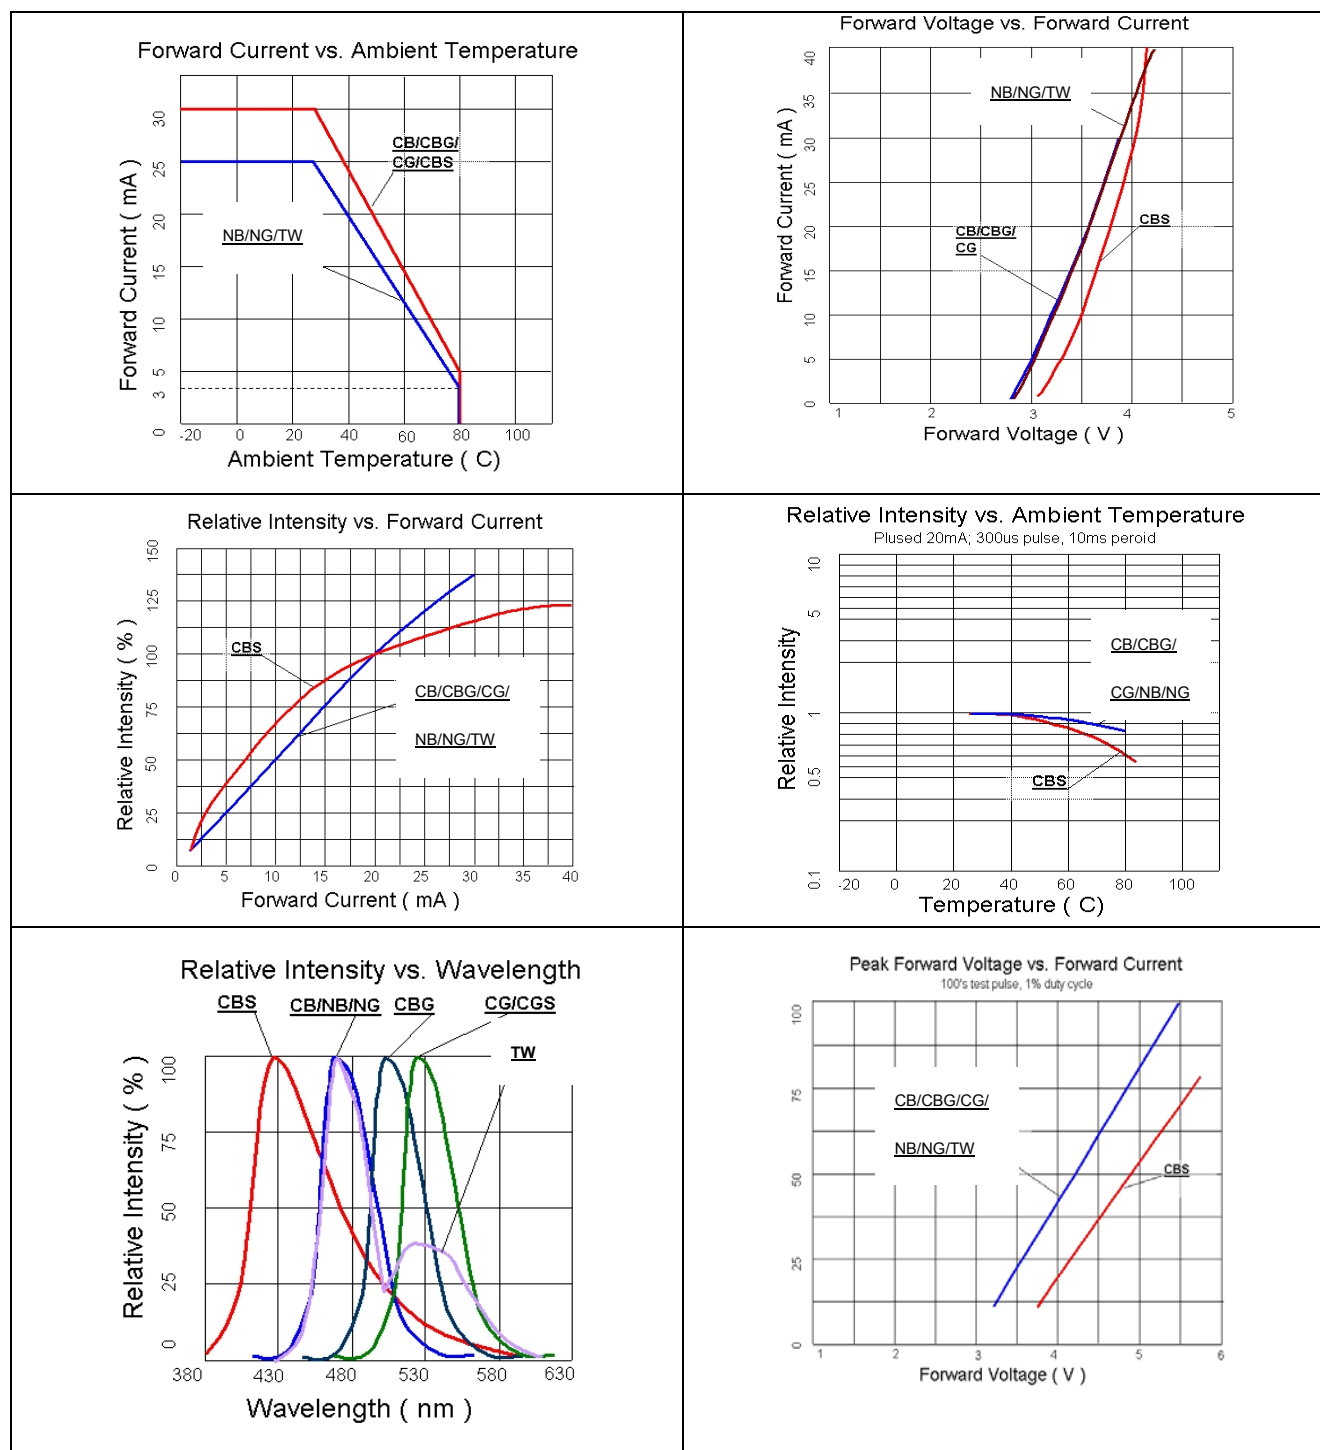 Forward Current vs. Ambient Temperature
Forward Current ( mA )
30
25
20
15
10
5
3
0
CB/CBG/
CG/CBS
NB/NG/TW
-20 0 20 40 60 80 100
Ambient Temperature ( C)
Forward Voltage vs. Forward Current
Forward Current ( mA )
40
35
30
25
20
15
10
5
0
NB/NG/TW
CB/CBG/
CG
CBS
1 2 3 4 5
Forward Voltage ( V )
Relative Intensity vs. Forward Current
Relative Intensity ( % )
150
125
100
75
50
25
0
CBS
CB/CBG/CG/
NB/NG/TW
0 5 10 15 20 25 30 35 40
Forward Current ( mA )
Relative Intensity vs. Ambient Temperature
Plused 20mA; 300us pulse, 10ms peroid
Relative Intensity
10
5
1
0.5
0.1
CB/CBG/
CG/NB/NG
CBS
-20 0 20 40 60 80 100
Temperature ( C)
Relative Intensity vs. Wavelength
CBS CB/NB/NG CBG CG/CGS
TW
Relative Intensity ( % )
100
75
50
25
0
380 430 480 530 580 630
Wavelength ( nm )
Peak Forward Voltage vs. Forward Current
100's test pulse, 1% duty cycle
100
75
50
25
0
CB/CBG/CG/
NB/NG/TW
CBS
1 2 3 4 5 6
Forward Voltage ( V )